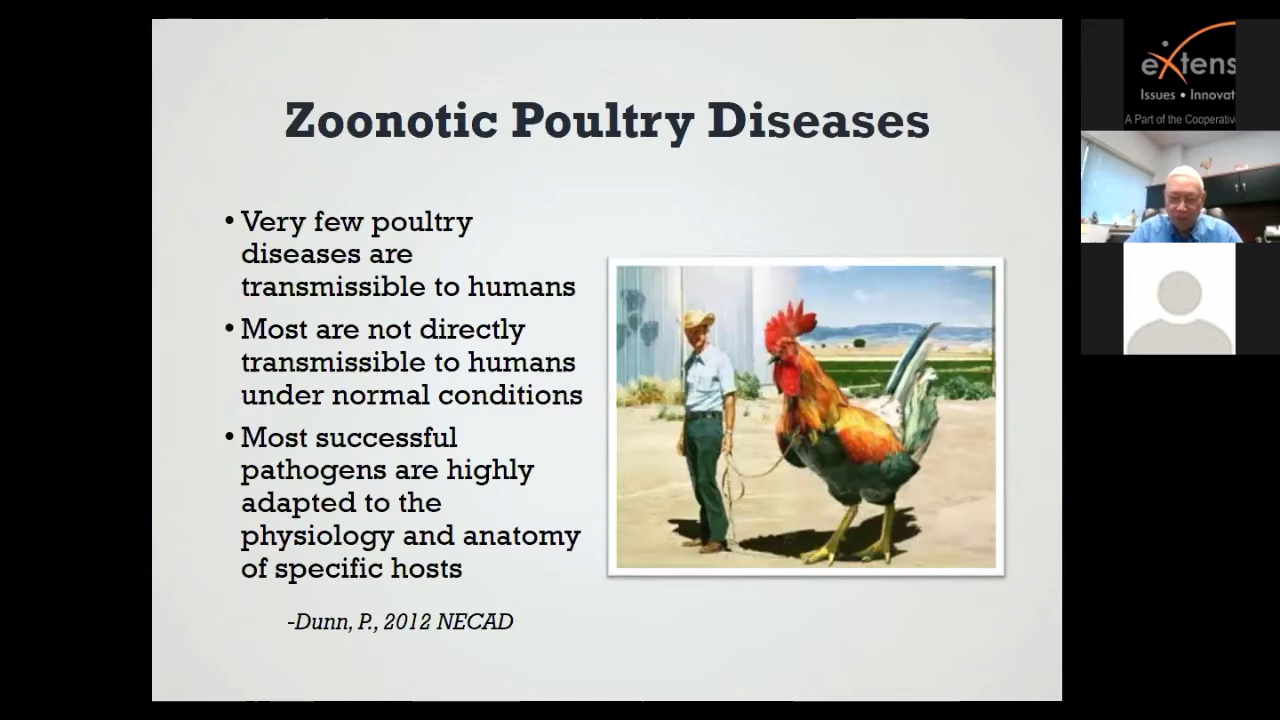 Zoonotic Poultry Diseases
• Very few poultry
diseases are
transmissible to humans
• Most are not directly
transmissible to humans
under normal conditions
• Most successful
pathogens are highly
adapted to the
physiology and anatomy
of specific hosts
-Dunn, P., 2012 NECAD
eXtens
Issues • Innovat
A Part of the Cooperativ